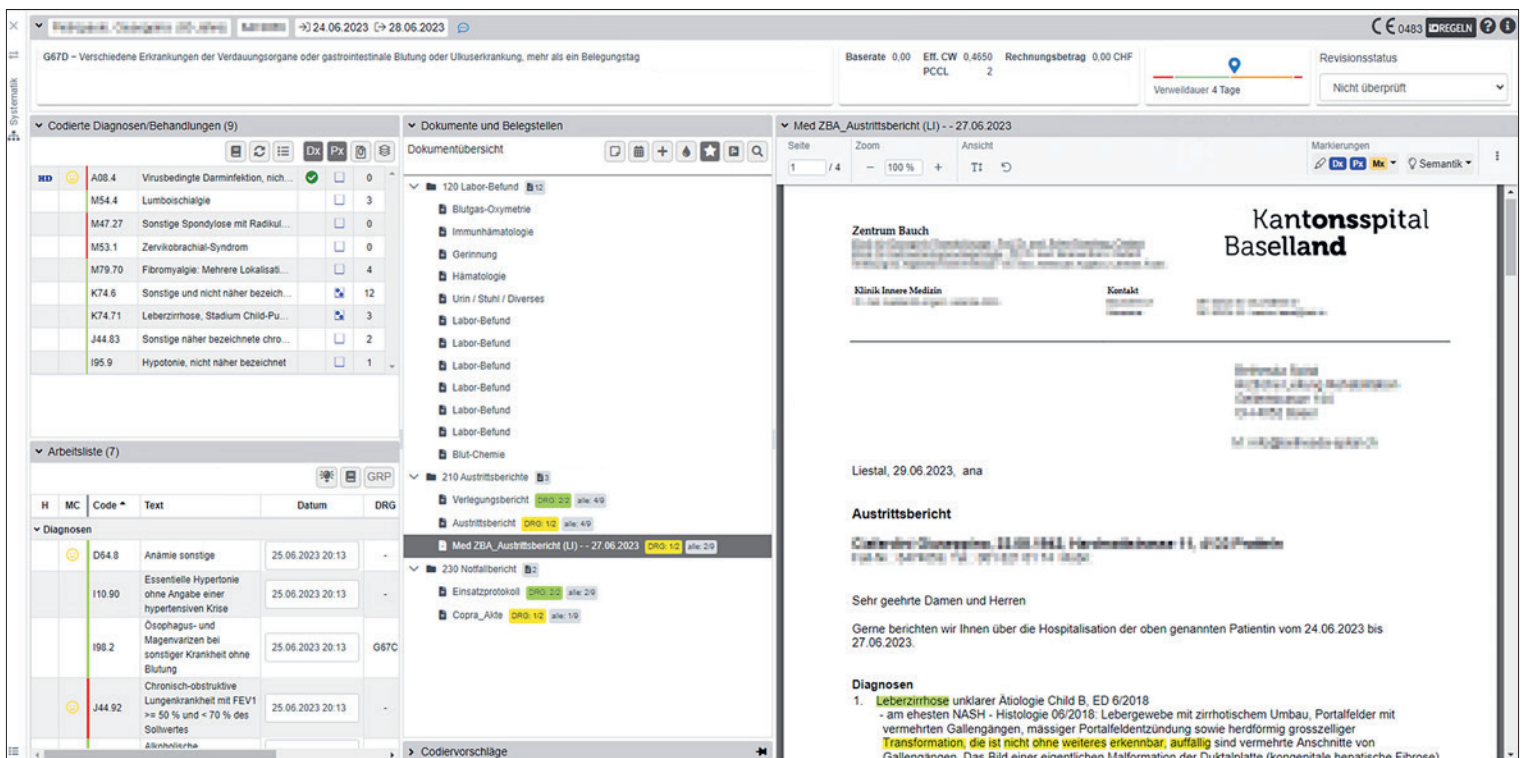 24.06.2023 28.06.2023
CE 0483 ID REGELN
G67D – Verschiedene Erkrankungen der Verdauungsorgane oder gastrointestinale Blutung oder Ulkuserkrankung, mehr als ein Belegungstag
Baserate 0,00 Eff. CW 0,4650 Rechnungsbetrag 0,00 CHF
PCCL 2
Verweildauer 4 Tage
Revisionsstatus
Nicht überprüft
Systematik
Codierte Diagnosen/Behandlungen (9)
Dx Px
HD A08.4 Virusbedingte Darminfektion, nich... 0
M54.4 Lumboischialgie 3
M47.27 Sonstige Spondylose mit Radikul... 0
M53.1 Zervikobrachial-Syndrom 0
M79.70 Fibromyalgie: Mehrere Lokalisati... 4
K74.6 Sonstige und nicht näher bezeich... 12
K74.71 Leberzirrhose, Stadium Child-Pu... 3
J44.83 Sonstige näher bezeichnete chro... 2
I95.9 Hypotonie, nicht näher bezeichnet 1
Arbeitsliste (7)
GRP
H MC Code Text Datum DRG
Diagnosen
D64.8 Anämie sonstige 25.06.2023 20:13 -
I10.90 Essentielle Hypertonie
ohne Angabe einer
hypertensiven Krise 25.06.2023 20:13 -
I98.2 Ösophagus- und
Magenvarizen bei
sonstiger Krankheit ohne
Blutung 25.06.2023 20:13 G67C
J44.92 Chronisch-obstruktive
Lungenkrankheit mit FEV1
>= 50 % und < 70 % des
Sollwertes 25.06.2023 20:13 -
Alkoholische
Dokumente und Belegstellen
Dokumentübersicht
120 Labor-Befund 12
Blutgas-Oxymetrie
Immunhämatologie
Gerinnung
Hämatologie
Urin / Stuhl / Diverses
Labor-Befund
Labor-Befund
Labor-Befund
Labor-Befund
Labor-Befund
Labor-Befund
Blut-Chemie
210 Austrittsberichte 3
Verlegungsbericht DRG: 2/2 alle: 4/9
Austrittsbericht DRG: 1/2 alle: 4/9
Med ZBA_Austrittsbericht (LI) - - 27.06.2023 DRG: 1/2 alle: 2/9
230 Notfallbericht 2
Einsatzprotokoll DRG: 2/2 alle: 2/9
Copra_Akte DRG: 1/2 alle: 1/9
Codiervorschläge
Med ZBA_Austrittsbericht (LI) - - 27.06.2023
Seite Zoom Ansicht Markierungen
1 / 4 − 100 % + Dx Px Mx Semantik
Kantonsspital
Baselland
Zentrum Bauch
Klinik Innere Medizin Kontakt
Liestal, 29.06.2023, ana
Austrittsbericht
Sehr geehrte Damen und Herren
Gerne berichten wir Ihnen über die Hospitalisation der oben genannten Patientin vom 24.06.2023 bis
27.06.2023.
Diagnosen
1. Leberzirrhose unklarer Ätiologie Child B, ED 6/2018
- am ehesten NASH - Histologie 06/2018: Lebergewebe mit zirrhotischem Umbau, Portalfelder mit
vermehrten Gallengängen, mässiger Portalfeldentzündung sowie herdförmig grosszelliger
Transformation, die ist nicht ohne weiteres erkennbar, auffällig sind vermehrte Anschnitte von
Gallengängen. Das Bild einer eigentlichen Malformation der Duktalplatte (kongenitale hepatische Fibrose)